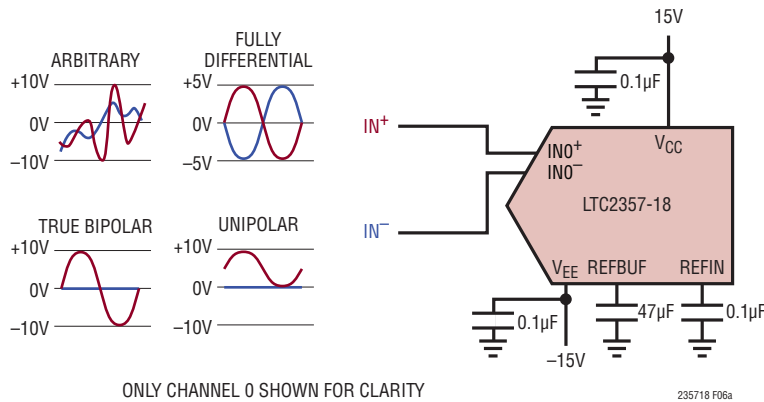 ARBITRARY
+10V
0V
–10V
FULLY
DIFFERENTIAL
+5V
0V
–5V
TRUE BIPOLAR
+10V
0V
–10V
UNIPOLAR
+10V
0V
–10V
IN+
IN–
15V
0.1µF
VCC
IN0+
IN0–
LTC2357-18
VEE
REFBUF
REFIN
0.1µF
47µF
0.1µF
–15V
ONLY CHANNEL 0 SHOWN FOR CLARITY
235718 F06a